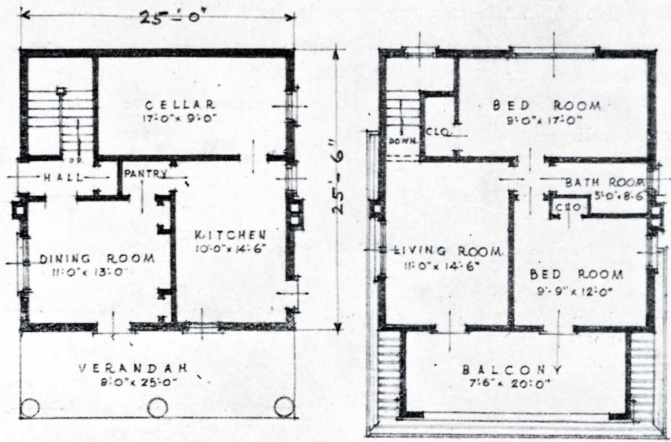 25'-0"
25'-6"
CELLAR
17'-0" x 9'-0"
UP.
HALL
PANTRY
KITCHEN
10'-0" x 14'-6"
DINING ROOM
11'-0" x 13'-0"
VERANDAH
8'-0" x 25'-0"
BED ROOM
9'-0" x 17'-0"
CLO.
DOWN
BATH ROOM
5'-0" x 8'-6"
CLO
LIVING ROOM
11'-0" x 14'-6"
BED ROOM
9'-9" x 12'-0"
BALCONY
7'-6" x 20'-0"